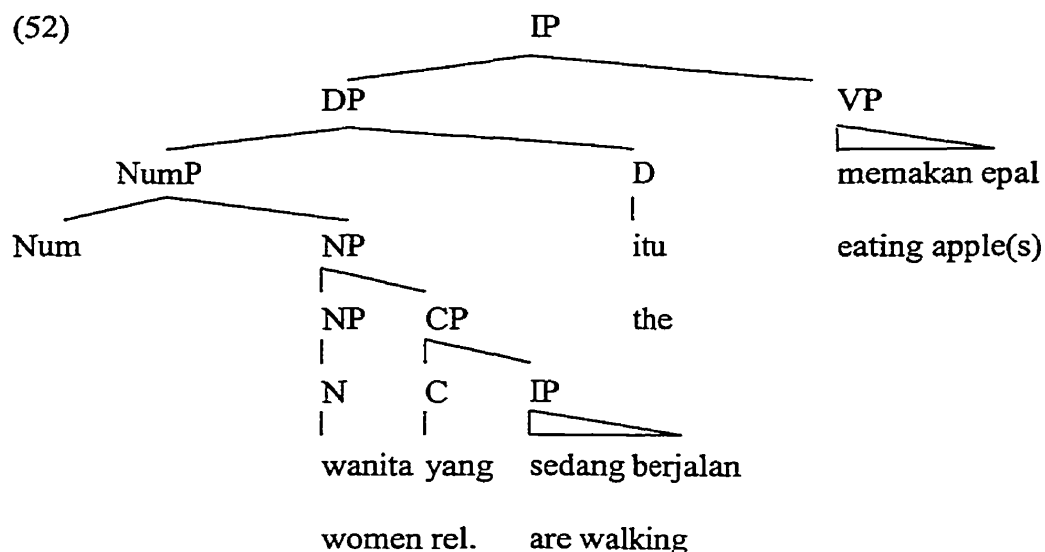 (52) IP
DP VP
NumP D memakan epal
Num NP itu eating apple(s)
NP CP the
N C IP
wanita yang sedang berjalan
women rel. are walking